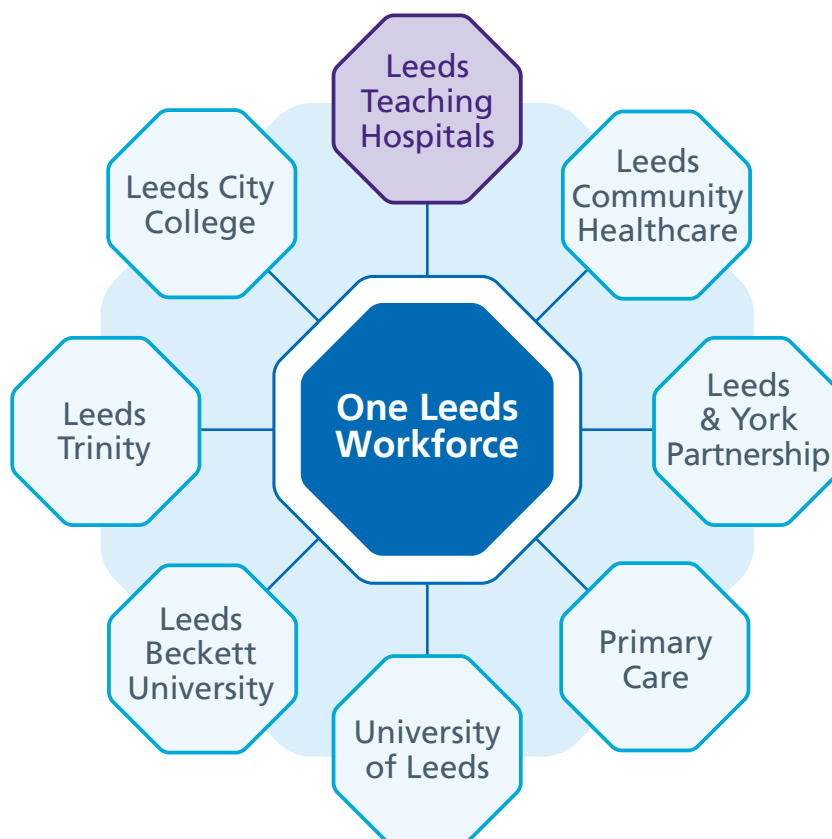 Leeds
Teaching
Hospitals
Leeds
Community
Healthcare
Leeds
& York
Partnership
Primary
Care
University
of Leeds
Leeds
Beckett
University
Leeds
Trinity
Leeds City
College
One Leeds
Workforce